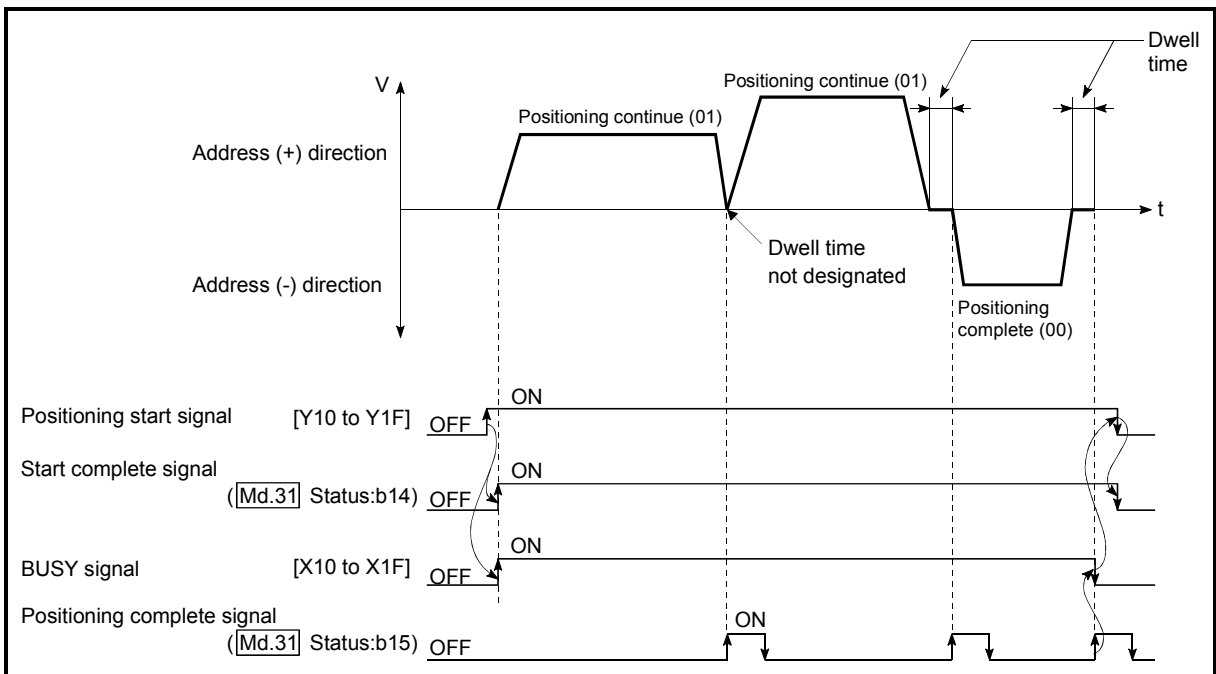 Dwell
time
V
Positioning continue (01)
Positioning continue (01)
Address (+) direction
t
Dwell time
not designated
Address (-) direction
Positioning
complete (00)
ON
Positioning start signal [Y10 to Y1F] OFF
Start complete signal
ON
(Md.31 Status:b14) OFF
ON
BUSY signal [X10 to X1F] OFF
Positioning complete signal
ON
(Md.31 Status:b15) OFF